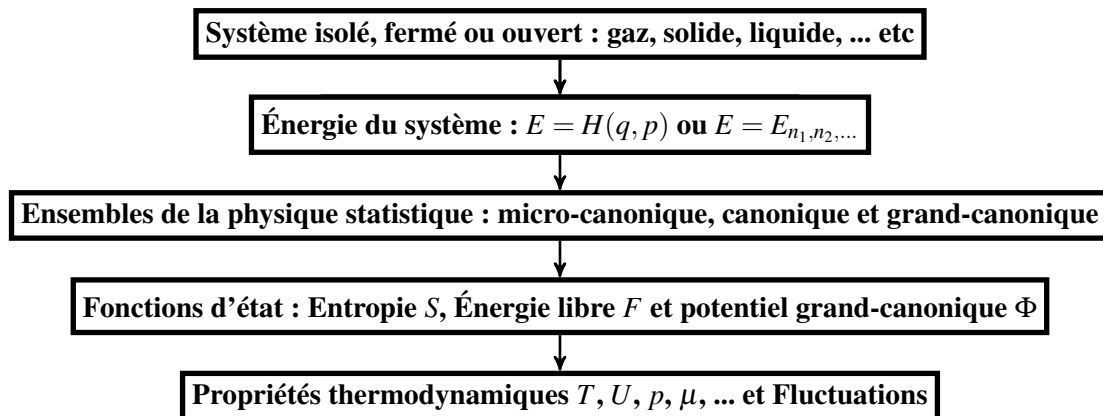 Système isolé, fermé ou ouvert : gaz, solide, liquide, ... etc
Énergie du système : E = H(q, p) ou E = E_{n_1,n_2,...}
Ensembles de la physique statistique : micro-canonique, canonique et grand-canonique
Fonctions d'état : Entropie S, Énergie libre F et potentiel grand-canonique Φ
Propriétés thermodynamiques T, U, p, μ, ... et Fluctuations